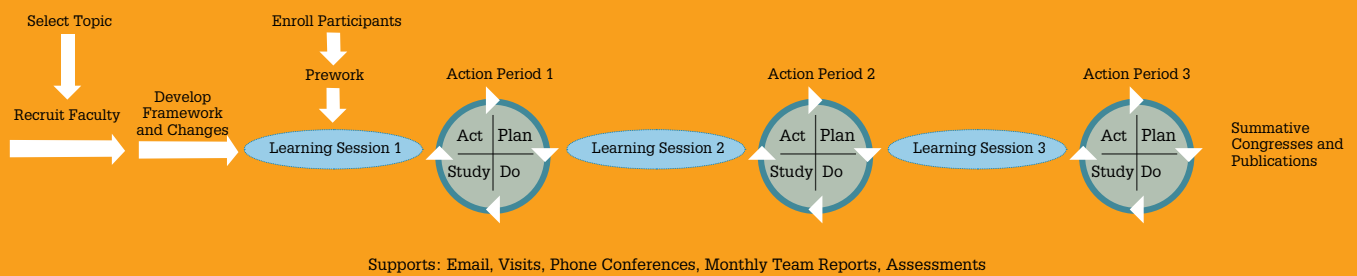 Select Topic
Recruit Faculty
Develop
Framework
and Changes
Enroll Participants
Prework
Learning Session 1
Action Period 1
Act Plan
Study Do
Learning Session 2
Action Period 2
Act Plan
Study Do
Learning Session 3
Action Period 3
Act Plan
Study Do
Summative
Congresses and
Publications
Supports: Email, Visits, Phone Conferences, Monthly Team Reports, Assessments